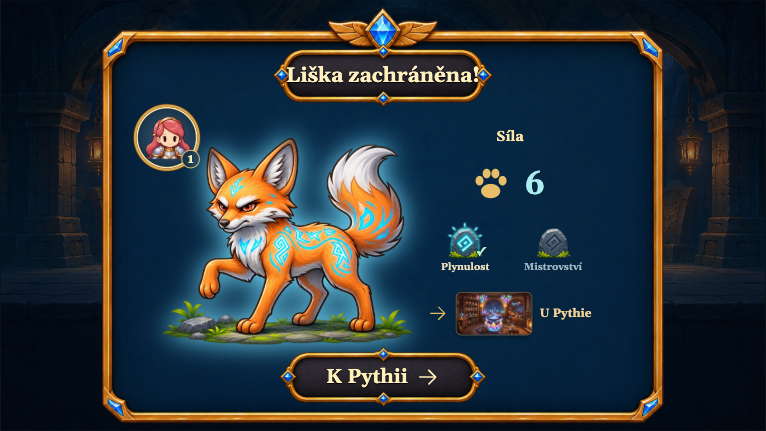 Liška zachráněna!
1
Síla
6
Plynulost
Mistrovství
→ U Pythie
K Pythii →